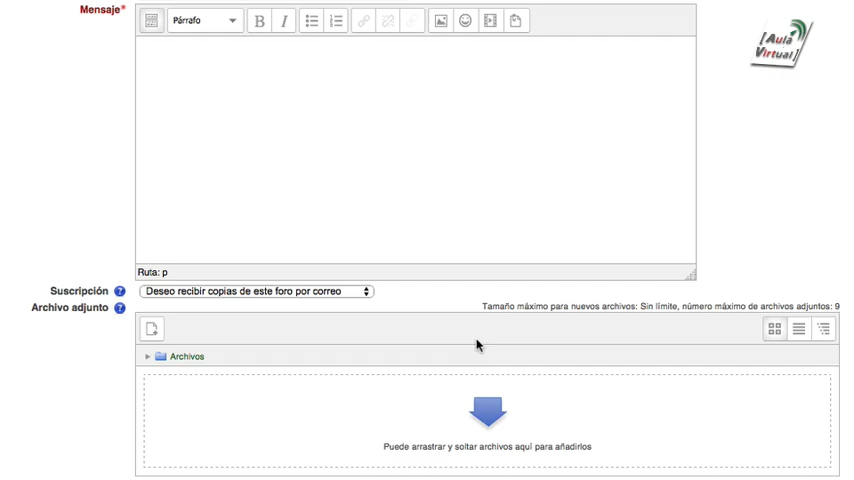 Mensaje*
Párrafo
B I
[Aula
Virtual]
Ruta: p
Suscripción ? Deseo recibir copias de este foro por correo
Archivo adjunto ? Tamaño máximo para nuevos archivos: Sin límite, número máximo de archivos adjuntos: 9
Archivos
Puede arrastrar y soltar archivos aquí para añadirlos